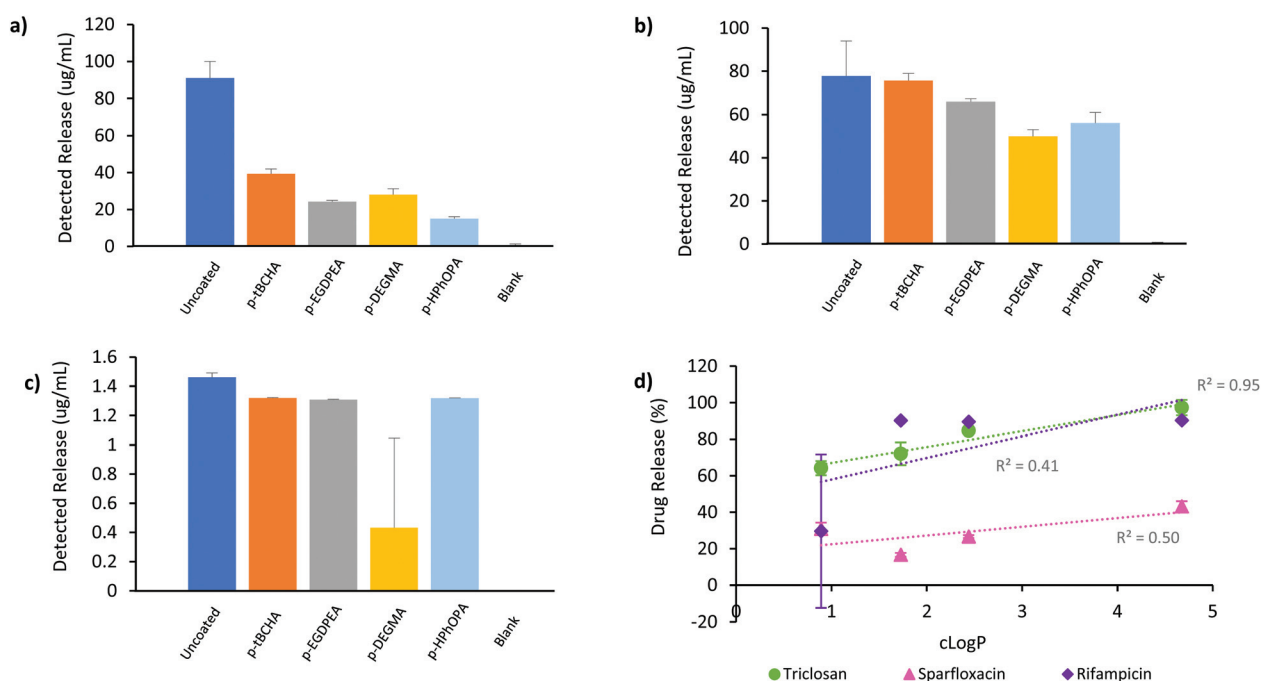 a)
Detected Release (ug/mL)
120
100
80
60
40
20
0
Uncoated
p-tBCHA
p-EGDPEA
p-DEGMA
p-HPhOPA
Blank
b)
Detected Release (ug/mL)
100
80
60
40
20
0
Uncoated
p-tBCHA
p-EGDPEA
p-DEGMA
p-HPhOPA
Blank
c)
Detected Release (ug/mL)
1.6
1.4
1.2
1
0.8
0.6
0.4
0.2
0
Uncoated
p-tBCHA
p-EGDPEA
p-DEGMA
p-HPhOPA
Blank
d)
Drug Release (%)
120
100
80
60
40
20
0
-20
R² = 0.95
R² = 0.41
R² = 0.50
0 1 2 3 4 5
cLogP
Triclosan Sparfloxacin Rifampicin